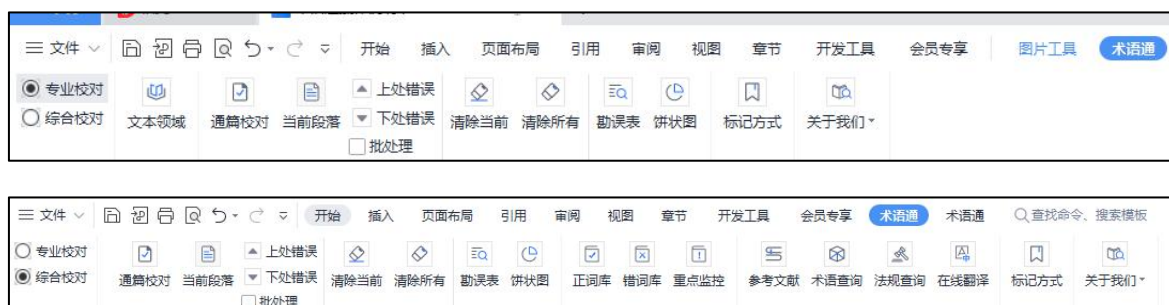 文件 开始 插入 页面布局 引用 审阅 视图 章节 开发工具 会员专享 图片工具 术语通
专业校对 上处错误
综合校对 文本领域 通篇校对 当前段落 下处错误 清除当前 清除所有 勘误表 饼状图 标记方式 关于我们
批处理
文件 开始 插入 页面布局 引用 审阅 视图 章节 开发工具 会员专享 术语通 术语通 查找命令、搜索模板
专业校对 上处错误
综合校对 通篇校对 当前段落 下处错误 清除当前 清除所有 勘误表 饼状图 正词库 错词库 重点监控 参考文献 术语查询 法规查询 在线翻译 标记方式 关于我们
批处理